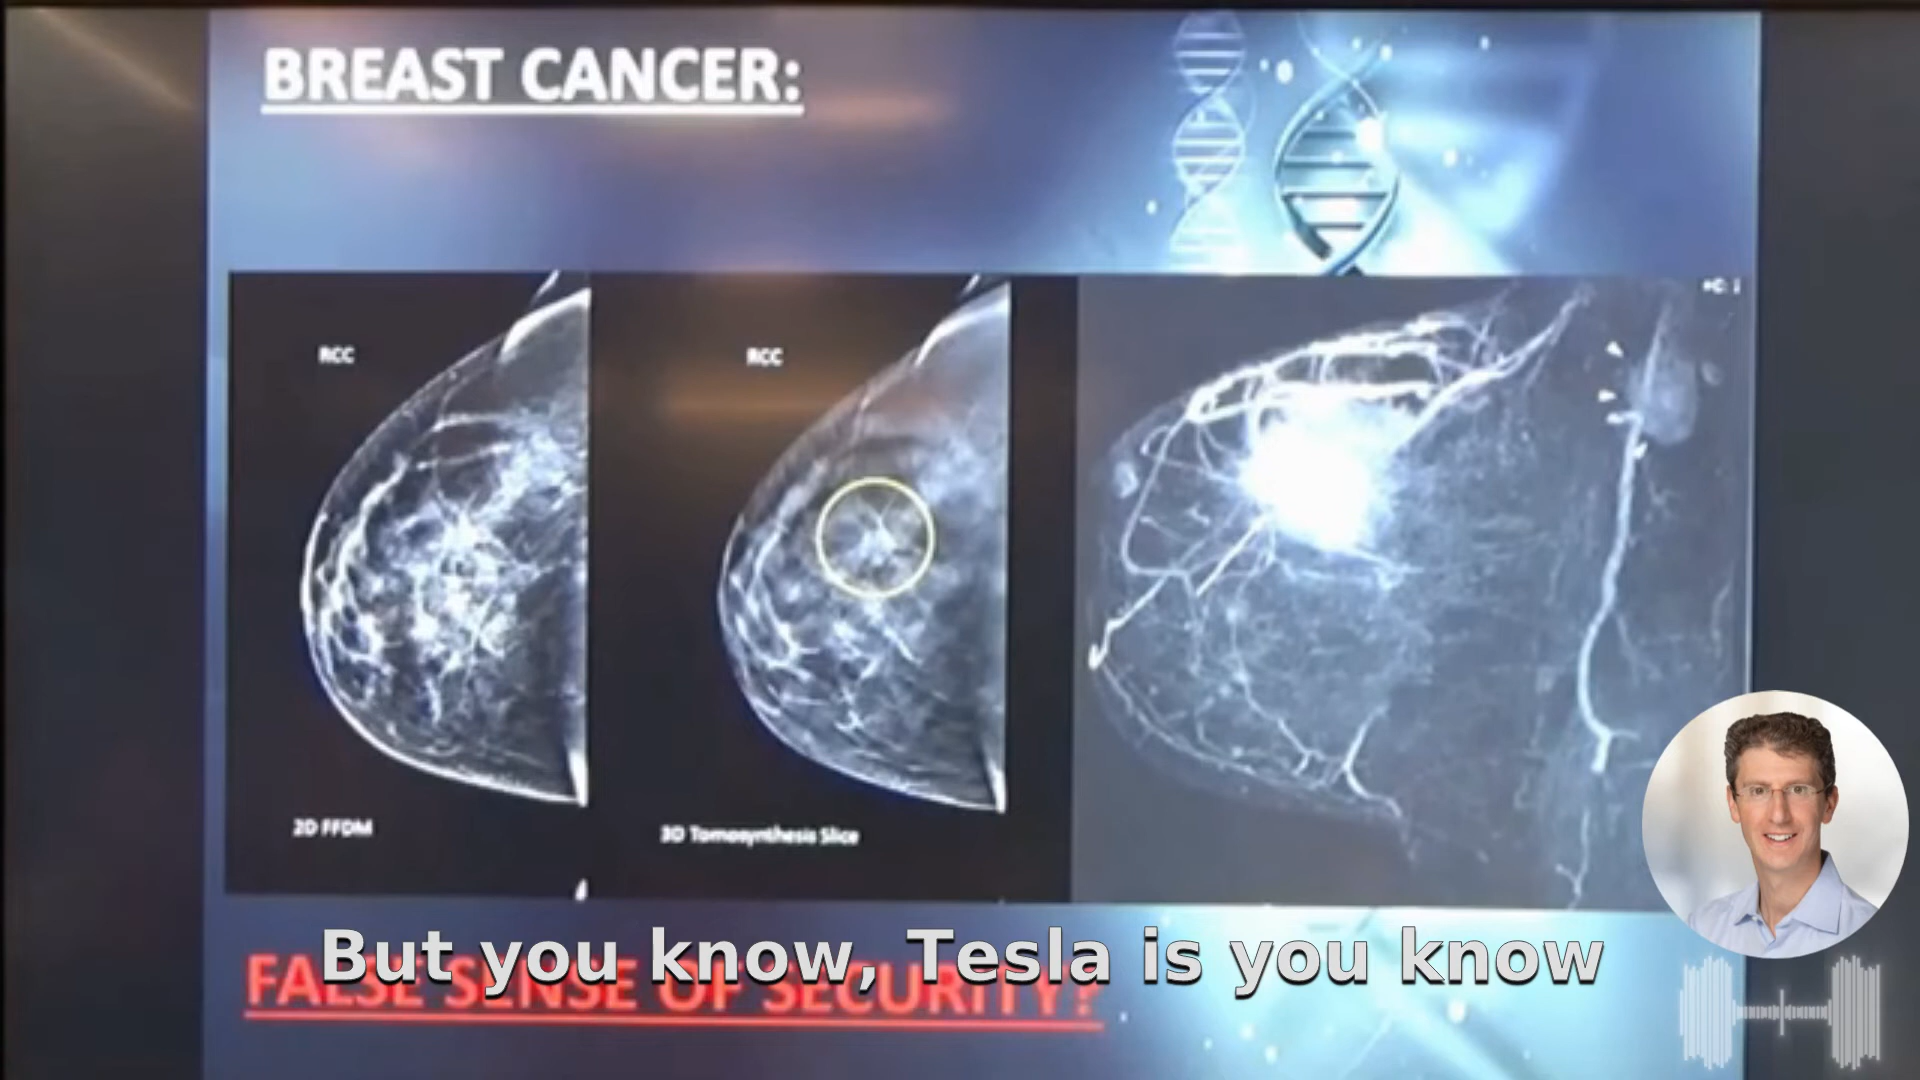 BREAST CANCER:
RCC
RCC
2D FFDM
3D Tomosynthesis Slice
But you know, Tesla is you know
FALSE SENSE OF SECURITY?